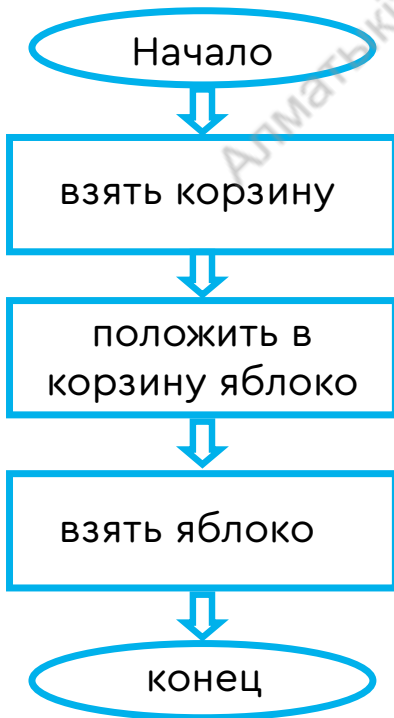 Начало
взять корзину
положить в
корзину яблоко
взять яблоко
конец